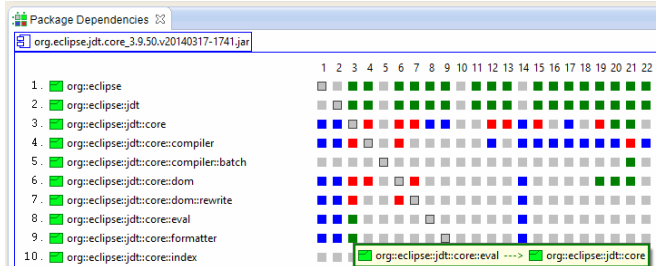 Package Dependencies
org.eclipse.jdt.core_3.9.50.v20140317-1741.jar
1 2 3 4 5 6 7 8 9 10 11 12 13 14 15 16 17 18 19 20 21 22
1. org::eclipse
2. org::eclipse::jdt
3. org::eclipse::jdt::core
4. org::eclipse::jdt::core::compiler
5. org::eclipse::jdt::core::compiler::batch
6. org::eclipse::jdt::core::dom
7. org::eclipse::jdt::core::dom::rewrite
8. org::eclipse::jdt::core::eval
9. org::eclipse::jdt::core::formatter
org::eclipse::jdt::core::eval ---> org::eclipse::jdt::core
10. org::eclipse::jdt::core::index